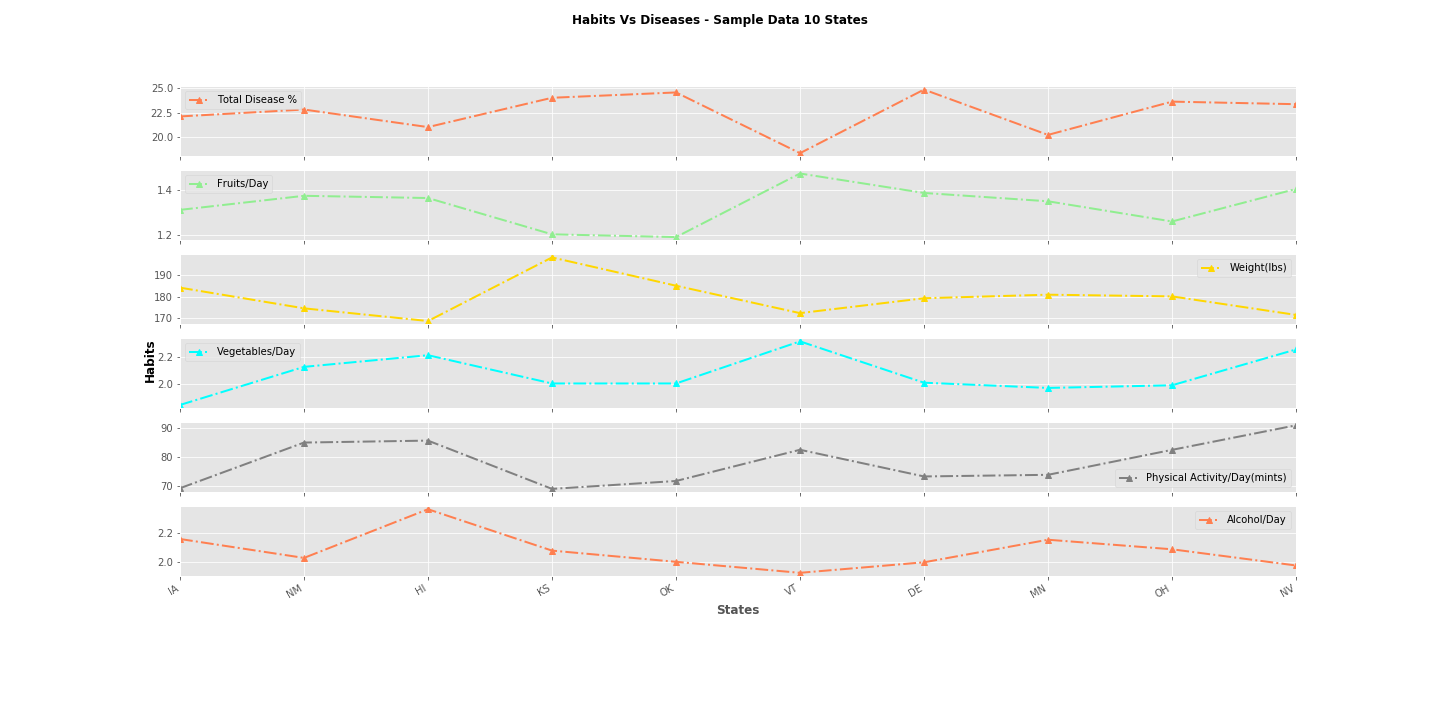 Habits Vs Diseases - Sample Data 10 States
25.0
22.5
20.0
Total Disease %
1.4
1.2
Fruits/Day
190
180
170
Weight(lbs)
Habits
2.2
2.0
Vegetables/Day
90
80
70
Physical Activity/Day(mints)
2.2
2.0
Alcohol/Day
IA NM HI KS OK VT DE MN OH NV
States